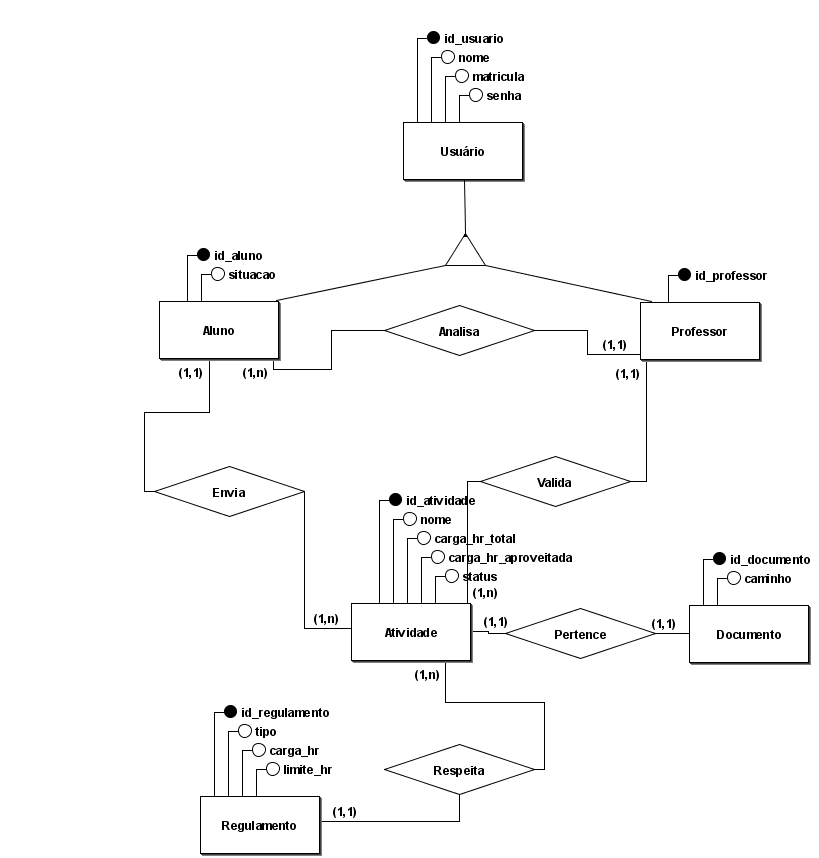 id_usuario
nome
matricula
senha
Usuário
id_aluno
situacao
id_professor
Aluno
Analisa
Professor
(1,1)
(1,1)
(1,n)
(1,1)
Envia
Valida
id_atividade
nome
carga_hr_total
carga_hr_aproveitada
status
(1,n)
id_documento
caminho
(1,n)
Atividade
(1,1)
Pertence
(1,1)
Documento
(1,n)
id_regulamento
tipo
carga_hr
limite_hr
Respeita
(1,1)
Regulamento